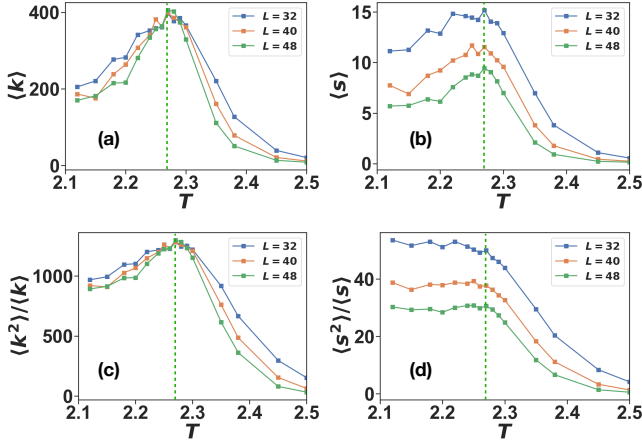 ⟨k⟩
400
200
0
2.1
2.2
2.3
2.4
2.5
T
L = 32
L = 40
L = 48
(a)
⟨s⟩
15
10
5
0
2.1
2.2
2.3
2.4
2.5
T
L = 32
L = 40
L = 48
(b)
⟨k²⟩/⟨k⟩
1000
500
0
2.1
2.2
2.3
2.4
2.5
T
L = 32
L = 40
L = 48
(c)
⟨s²⟩/⟨s⟩
40
20
0
2.1
2.2
2.3
2.4
2.5
T
L = 32
L = 40
L = 48
(d)